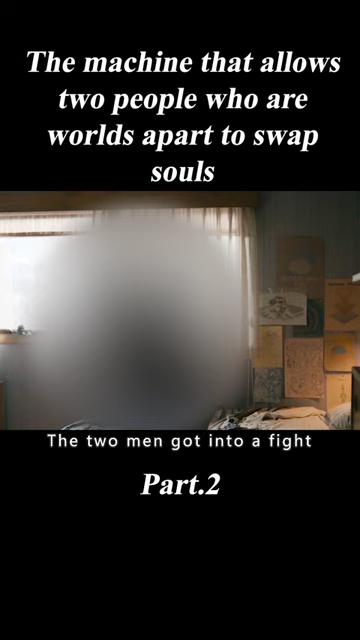 The machine that allows
two people who are
worlds apart to swap
souls
The two men got into a fight
Part.2